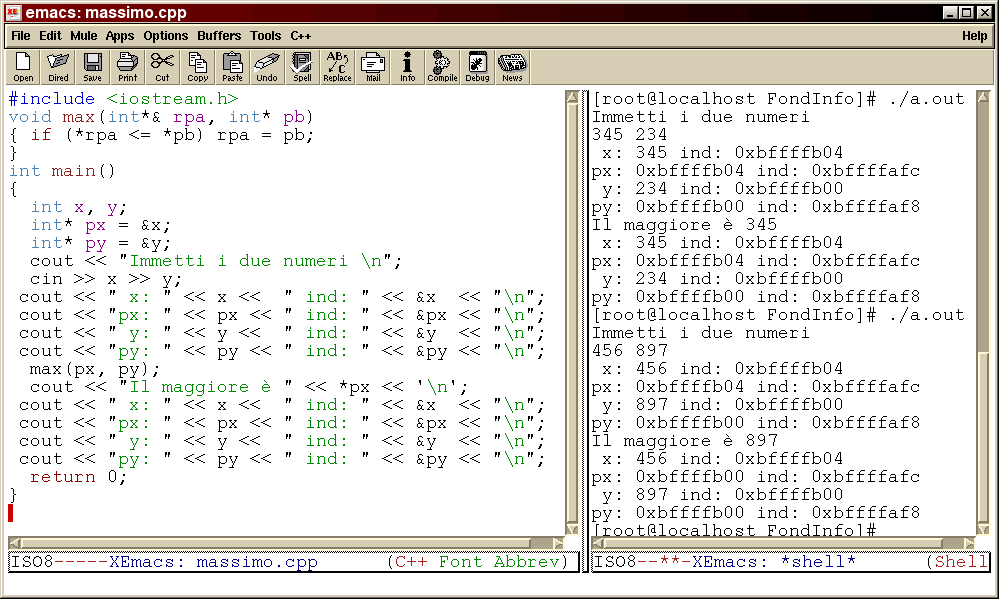 emacs: massimo.cpp
File Edit Mule Apps Options Buffers Tools C++ Help
Open Dired Save Print Cut Copy Paste Undo Spell Replace Mail Info Compile Debug News
#include <iostream.h>
void max(int*& rpa, int* pb)
{ if (*rpa <= *pb) rpa = pb;
}
int main()
{
  int x, y;
  int* px = &x;
  int* py = &y;
  cout << "Immetti i due numeri \n";
  cin >> x >> y;
 cout << " x: " << x <<  " ind: " << &x  << "\n";
 cout << "px: " << px << " ind: " << &px << "\n";
 cout << " y: " << y <<  " ind: " << &y  << "\n";
 cout << "py: " << py << " ind: " << &py << "\n";
  max(px, py);
  cout << "Il maggiore è " << *px << '\n';
 cout << " x: " << x <<  " ind: " << &x  << "\n";
 cout << "px: " << px << " ind: " << &px << "\n";
 cout << " y: " << y <<  " ind: " << &y  << "\n";
 cout << "py: " << py << " ind: " << &py << "\n";
  return 0;
}
ISO8-----XEmacs: massimo.cpp (C++ Font Abbrev)
[root@localhost FondInfo]# ./a.out
Immetti i due numeri
345 234
 x: 345 ind: 0xbffffb04
px: 0xbffffb04 ind: 0xbffffafc
 y: 234 ind: 0xbffffb00
py: 0xbffffb00 ind: 0xbffffaf8
Il maggiore è 345
 x: 345 ind: 0xbffffb04
px: 0xbffffb04 ind: 0xbffffafc
 y: 234 ind: 0xbffffb00
py: 0xbffffb00 ind: 0xbffffaf8
[root@localhost FondInfo]# ./a.out
Immetti i due numeri
456 897
 x: 456 ind: 0xbffffb04
px: 0xbffffb04 ind: 0xbffffafc
 y: 897 ind: 0xbffffb00
py: 0xbffffb00 ind: 0xbffffaf8
Il maggiore è 897
 x: 456 ind: 0xbffffb04
px: 0xbffffb00 ind: 0xbffffafc
 y: 897 ind: 0xbffffb00
py: 0xbffffb00 ind: 0xbffffaf8
[root@localhost FondInfo]#
ISO8--**-XEmacs: *shell* (Shell